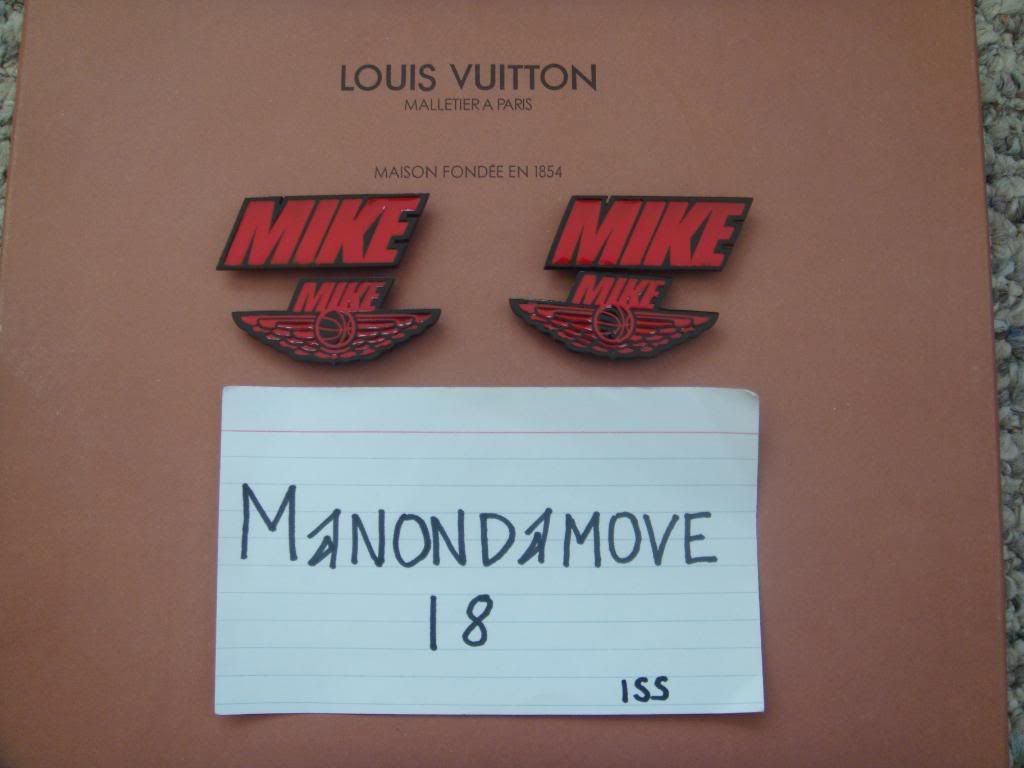 LOUIS VUITTON
MALLETIER A PARIS
MAISON FONDÉE EN 1854
MIKE MIKE
MIKE MIKE
MANONDAMOVE
18
ISS